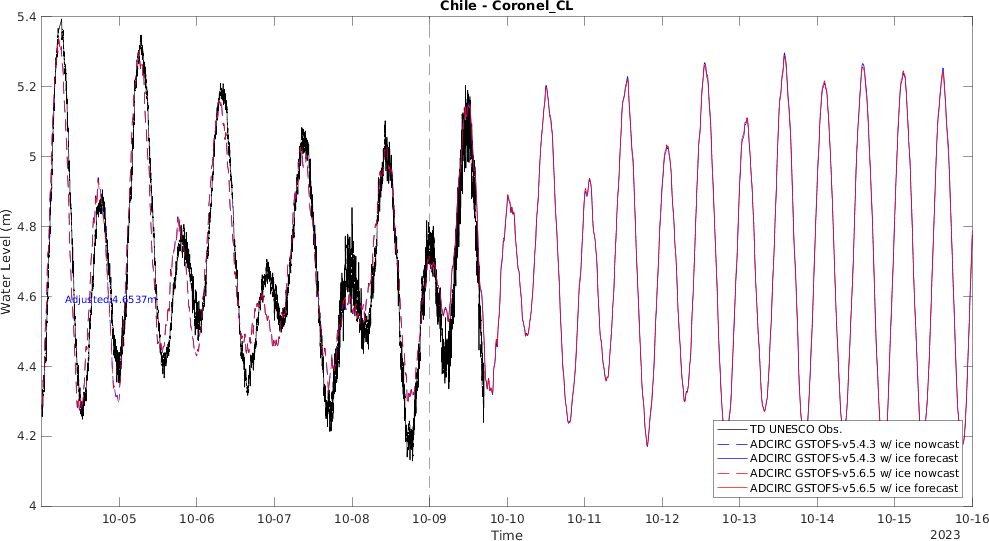 Chile - Coronel_CL
5.4
5.2
5
4.8
4.6
4.4
4.2
4
Water Level (m)
Adjusted:4.6537m
TD UNESCO Obs.
ADCIRC GSTOFS-v5.4.3 w/ ice nowcast
ADCIRC GSTOFS-v5.4.3 w/ ice forecast
ADCIRC GSTOFS-v5.6.5 w/ ice nowcast
ADCIRC GSTOFS-v5.6.5 w/ ice forecast
10-05 10-06 10-07 10-08 10-09 10-10 10-11 10-12 10-13 10-14 10-15 10-16
Time
2023